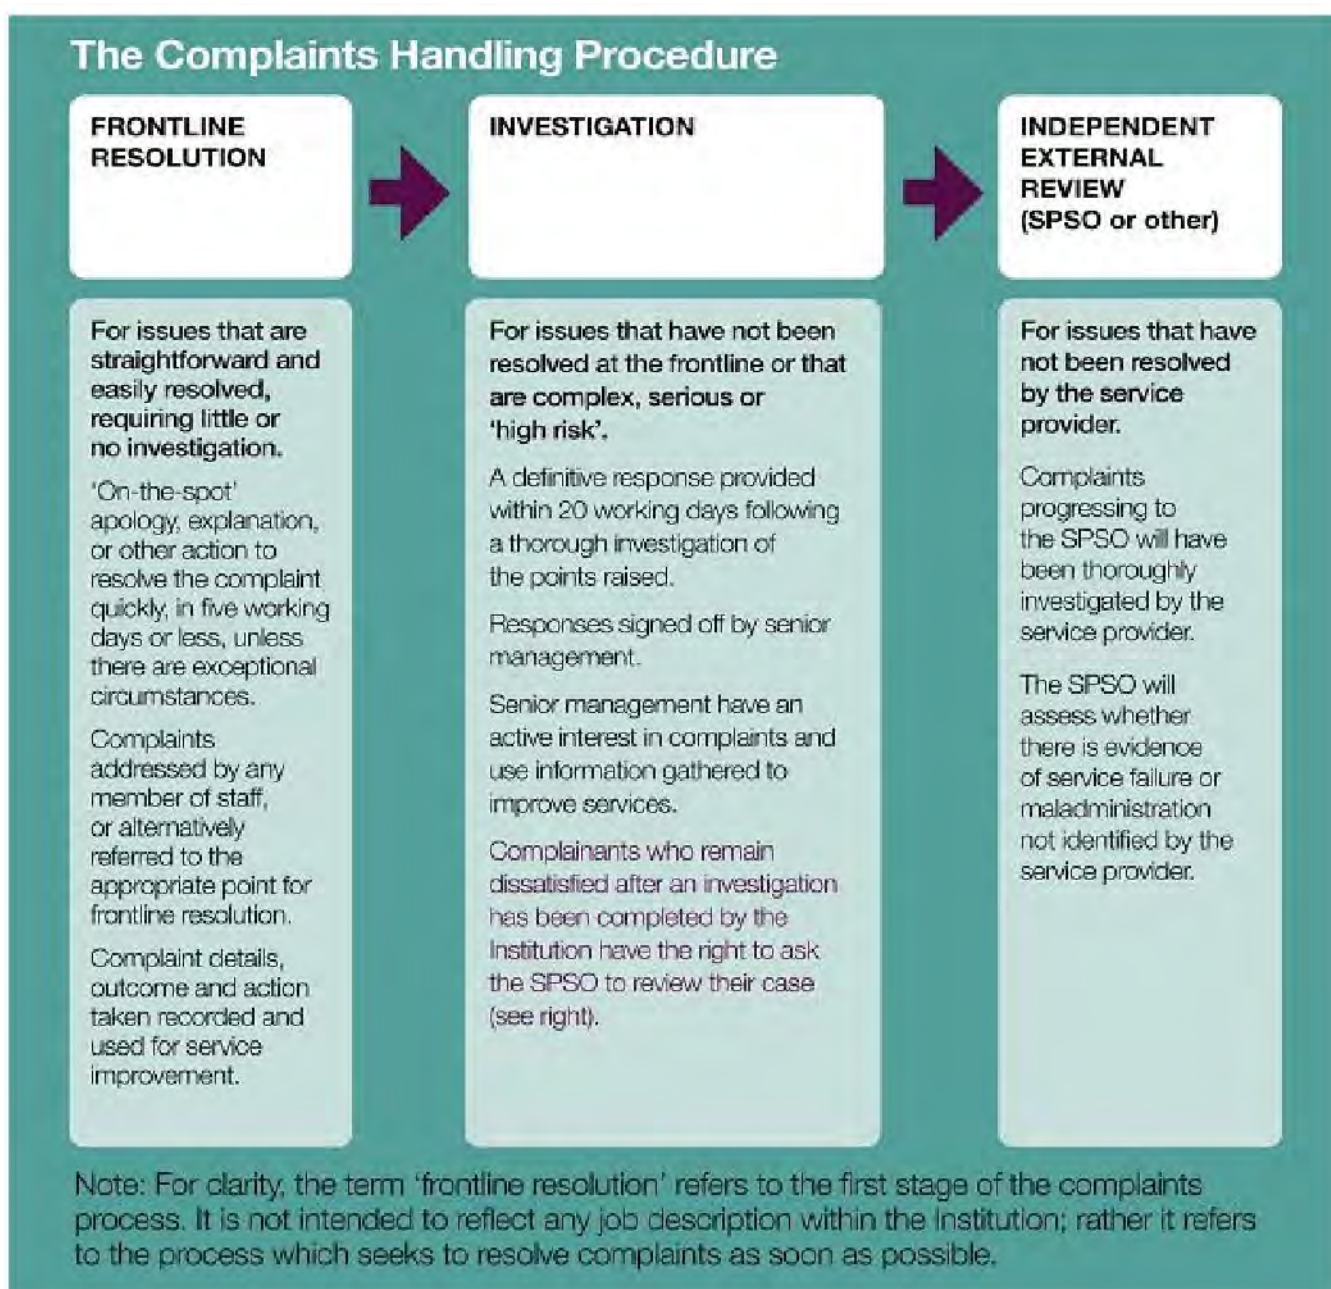 The Complaints Handling Procedure
FRONTLINE
RESOLUTION
INVESTIGATION
INDEPENDENT
EXTERNAL
REVIEW
(SPSO or other)
For issues that are
straightforward and
easily resolved,
requiring little or
no investigation.
'On-the-spot'
apology, explanation,
or other action to
resolve the complaint
quickly, in five working
days or less, unless
there are exceptional
circumstances.
Complaints
addressed by any
member of staff,
or alternatively
referred to the
appropriate point for
frontline resolution.
Complaint details,
outcome and action
taken recorded and
used for service
improvement.
For issues that have not been
resolved at the frontline or that
are complex, serious or
'high risk'.
A definitive response provided
within 20 working days following
a thorough investigation of
the points raised.
Responses signed off by senior
management.
Senior management have an
active interest in complaints and
use information gathered to
improve services.
Complainants who remain
dissatisfied after an investigation
has been completed by the
Institution have the right to ask
the SPSO to review their case
(see right).
For issues that have
not been resolved
by the service
provider.
Complaints
progressing to
the SPSO will have
been thoroughly
investigated by the
service provider.
The SPSO will
assess whether
there is evidence
of service failure or
maladministration
not identified by the
service provider.
Note: For clarity, the term 'frontline resolution' refers to the first stage of the complaints
process. It is not intended to reflect any job description within the Institution; rather it refers
to the process which seeks to resolve complaints as soon as possible.